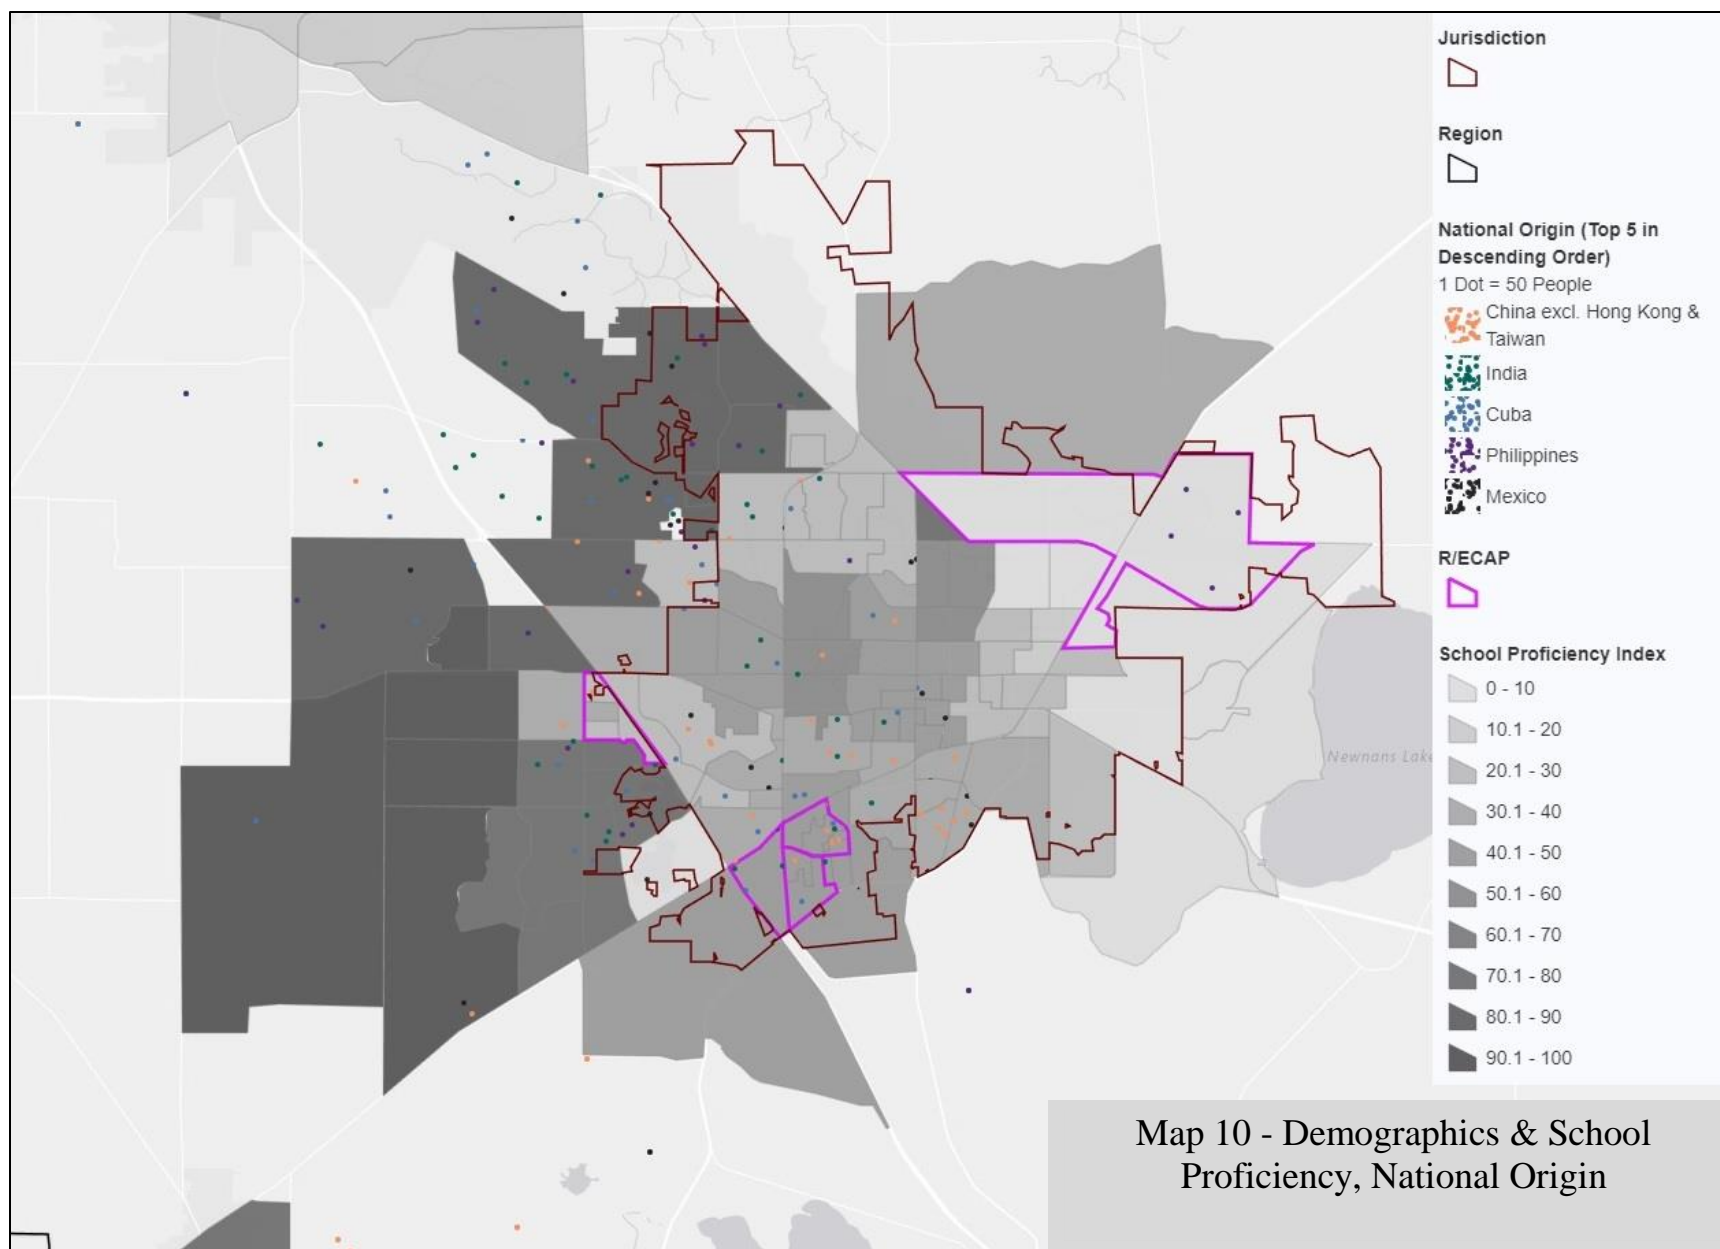 Jurisdiction
Region
National Origin (Top 5 in
Descending Order)
1 Dot = 50 People
China excl. Hong Kong &
Taiwan
India
Cuba
Philippines
Mexico
R/ECAP
School Proficiency Index
0 - 10
10.1 - 20
20.1 - 30
30.1 - 40
40.1 - 50
50.1 - 60
60.1 - 70
70.1 - 80
80.1 - 90
90.1 - 100
Newnans Lake
Map 10 - Demographics & School
Proficiency, National Origin